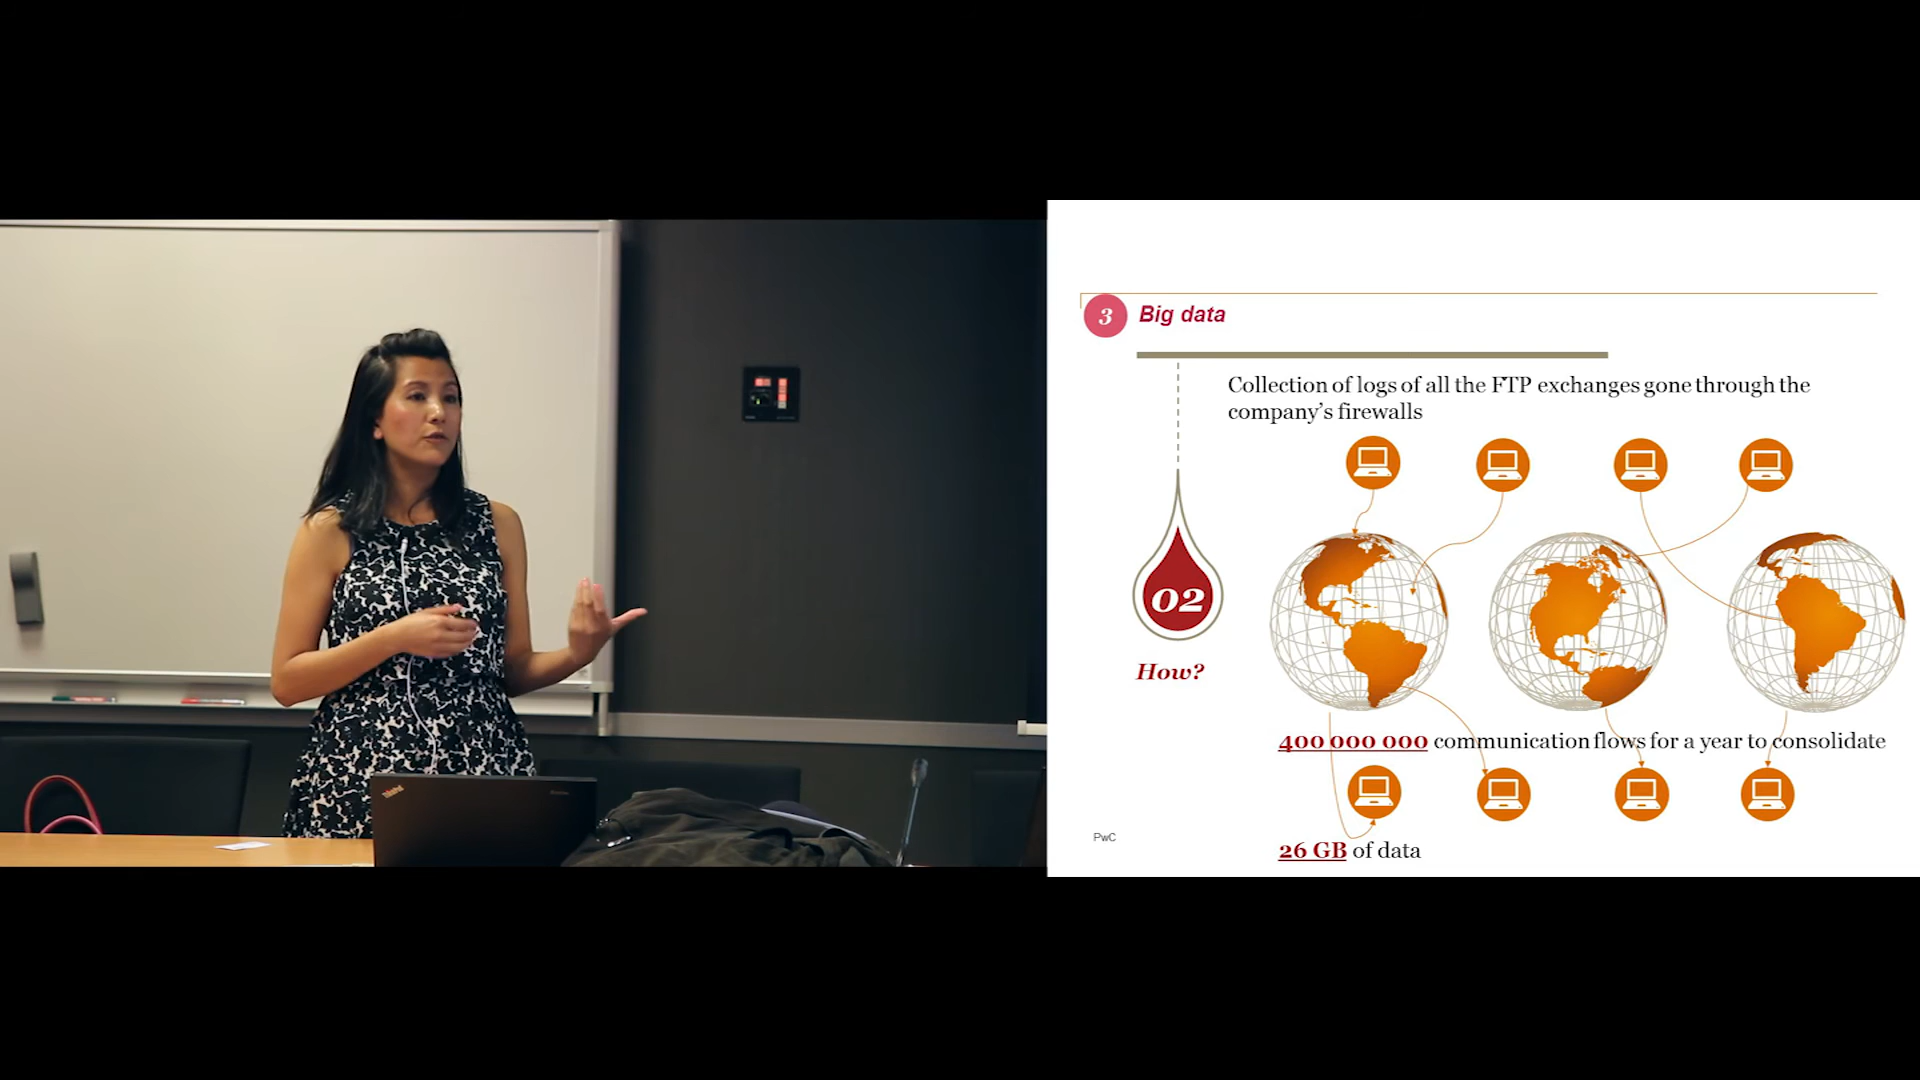 3 Big data
Collection of logs of all the FTP exchanges gone through the
company's firewalls
02
How?
400 000 000 communication flows for a year to consolidate
PwC
26 GB of data
ThinkPad